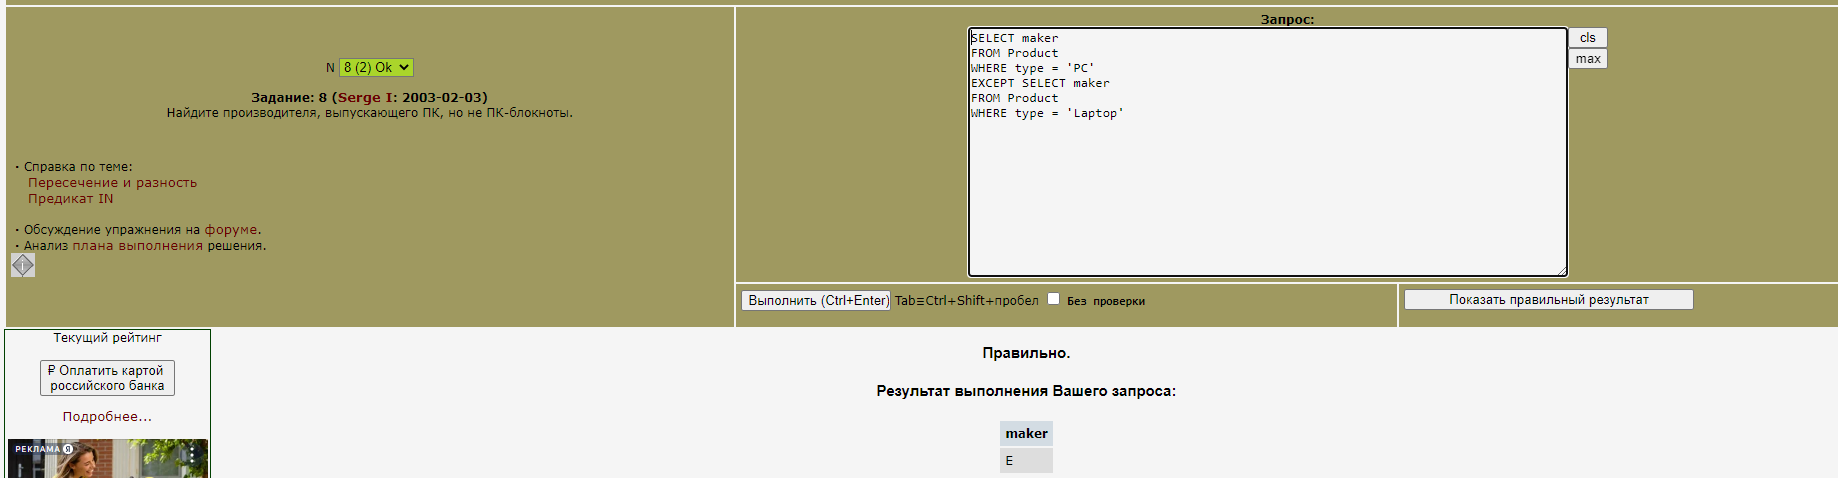 N 8 (2) Ok
Задание: 8 (Serge I: 2003-02-03)
Найдите производителя, выпускающего ПК, но не ПК-блокноты.
· Справка по теме:
Пересечение и разность
Предикат IN
· Обсуждение упражнения на форуме.
· Анализ плана выполнения решения.
Запрос:
SELECT maker
FROM Product
WHERE type = 'PC'
EXCEPT SELECT maker
FROM Product
WHERE type = 'Laptop'
cls
max
Выполнить (Ctrl+Enter) Tab≡Ctrl+Shift+пробел Без проверки
Показать правильный результат
Текущий рейтинг
₽ Оплатить картой
российского банка
Подробнее...
РЕКЛАМА Я
Правильно.
Результат выполнения Вашего запроса:
maker
E